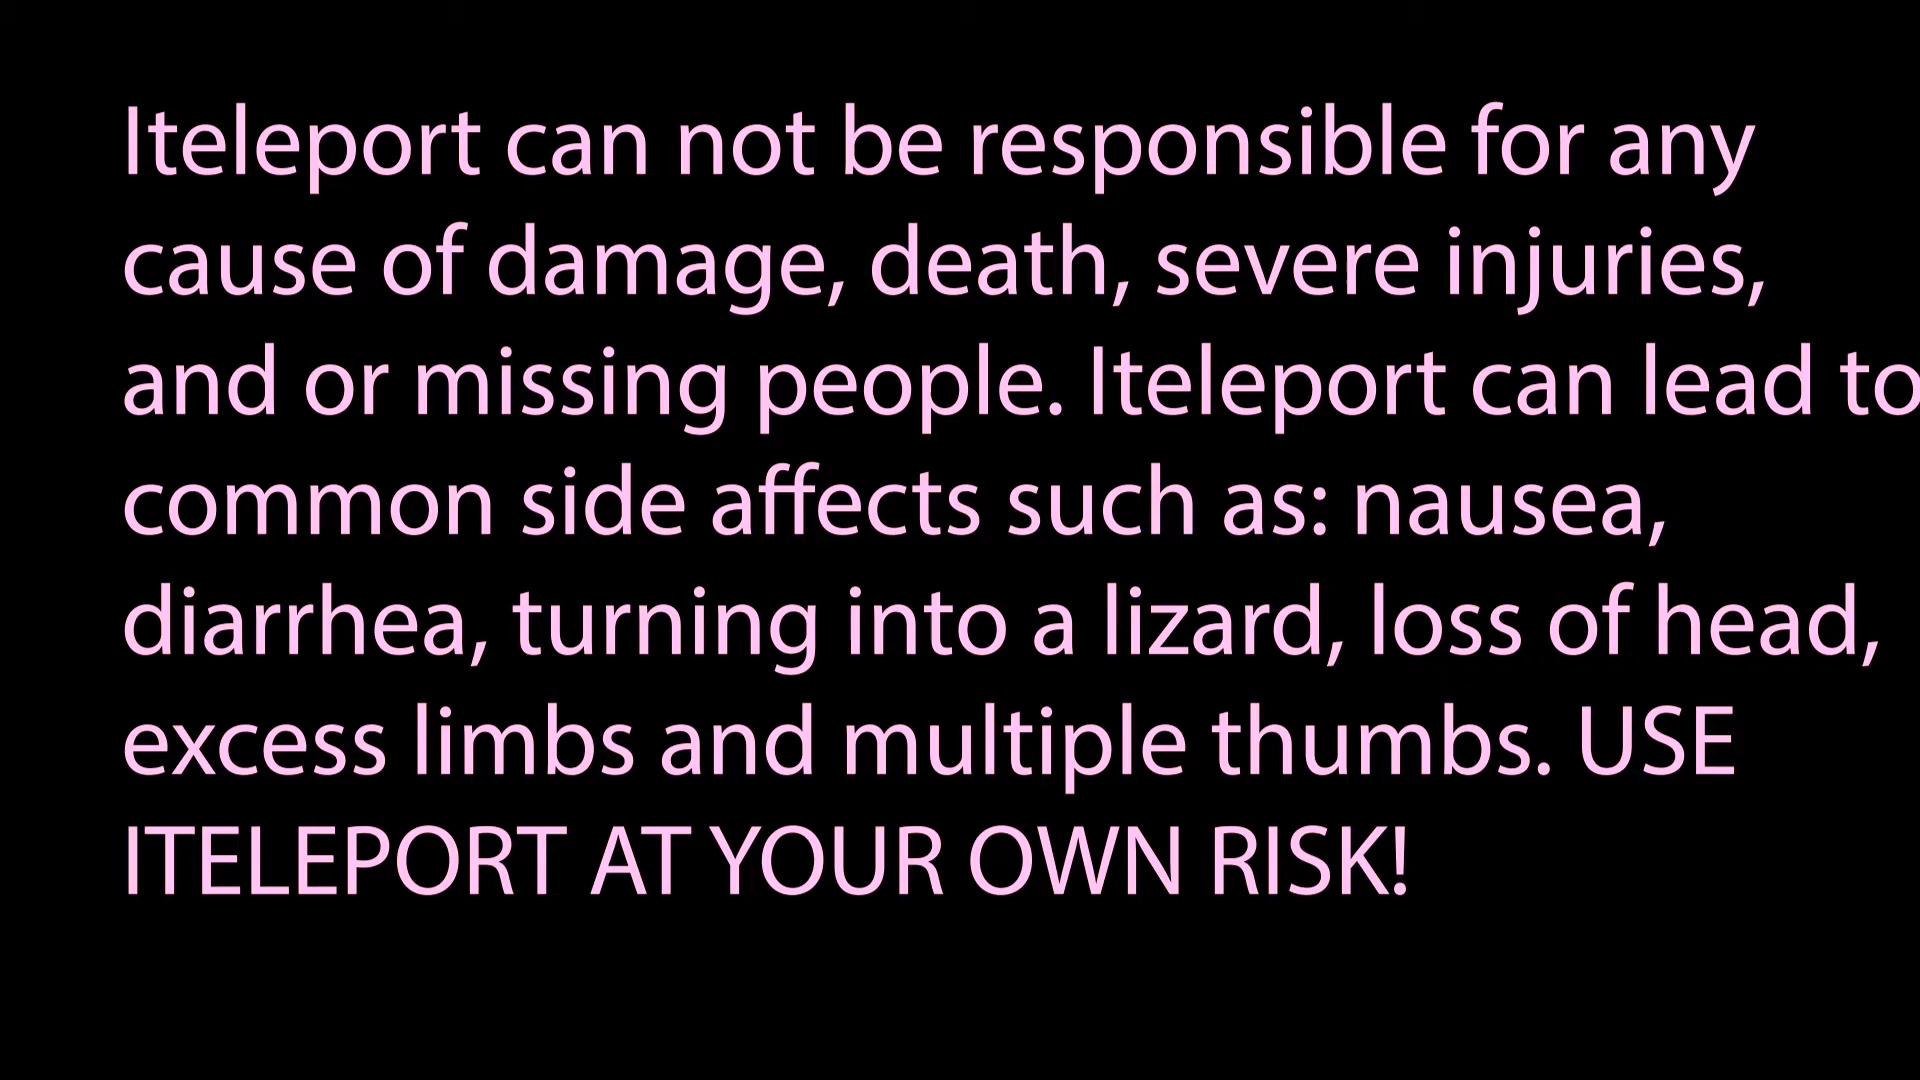 Iteleport can not be responsible for any
cause of damage, death, severe injuries,
and or missing people. Iteleport can lead to
common side affects such as: nausea,
diarrhea, turning into a lizard, loss of head,
excess limbs and multiple thumbs. USE
ITELEPORT AT YOUR OWN RISK!